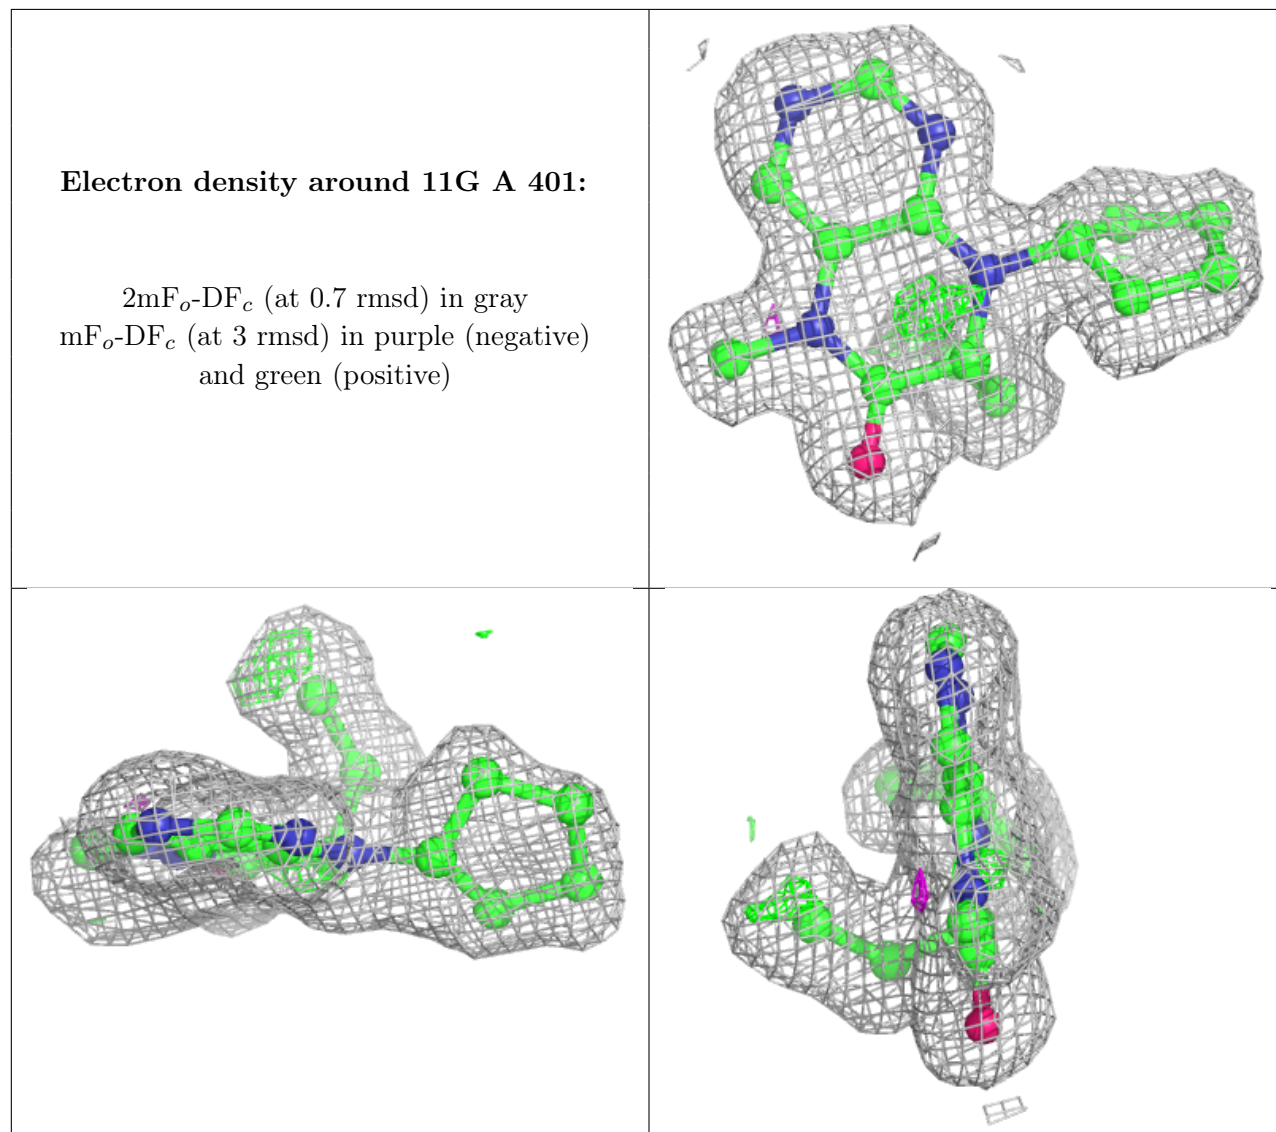 Electron density around 11G A 401:
2mFo-DFc (at 0.7 rmsd) in gray
mFo-DFc (at 3 rmsd) in purple (negative)
and green (positive)